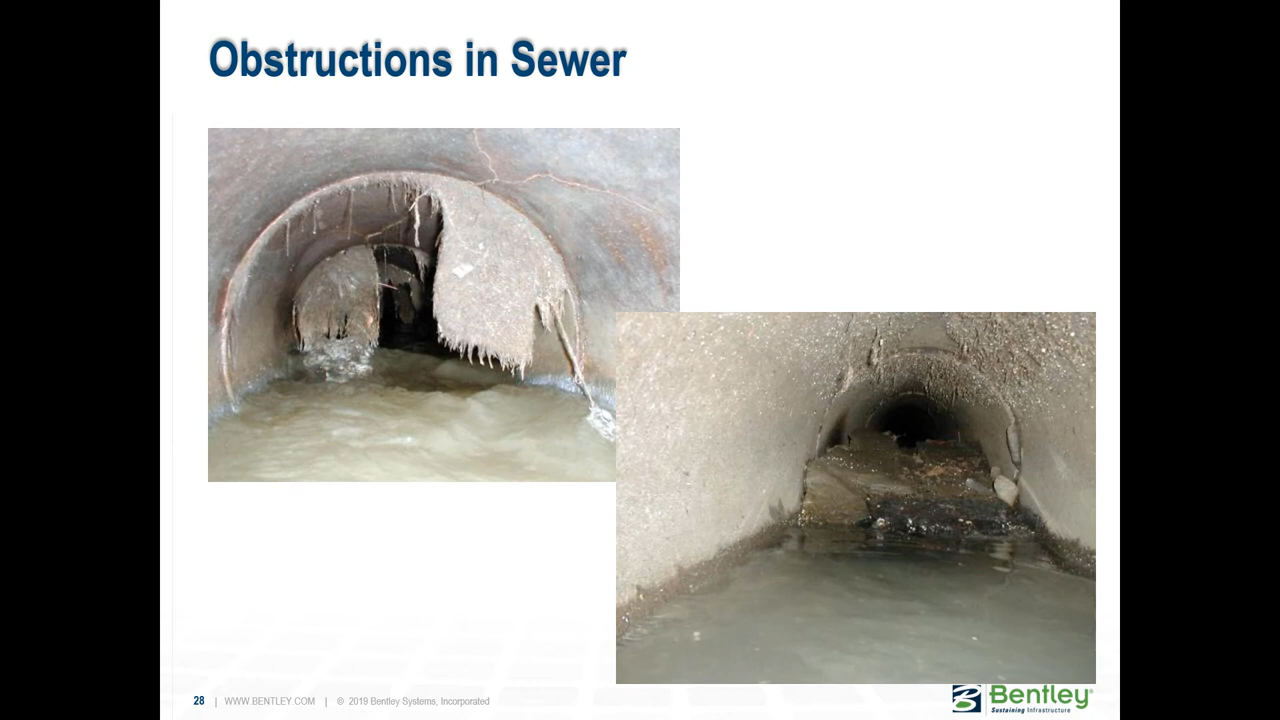 Obstructions in Sewer
28 | WWW.BENTLEY.COM | © 2019 Bentley Systems, Incorporated
Bentley®
Sustaining Infrastructure